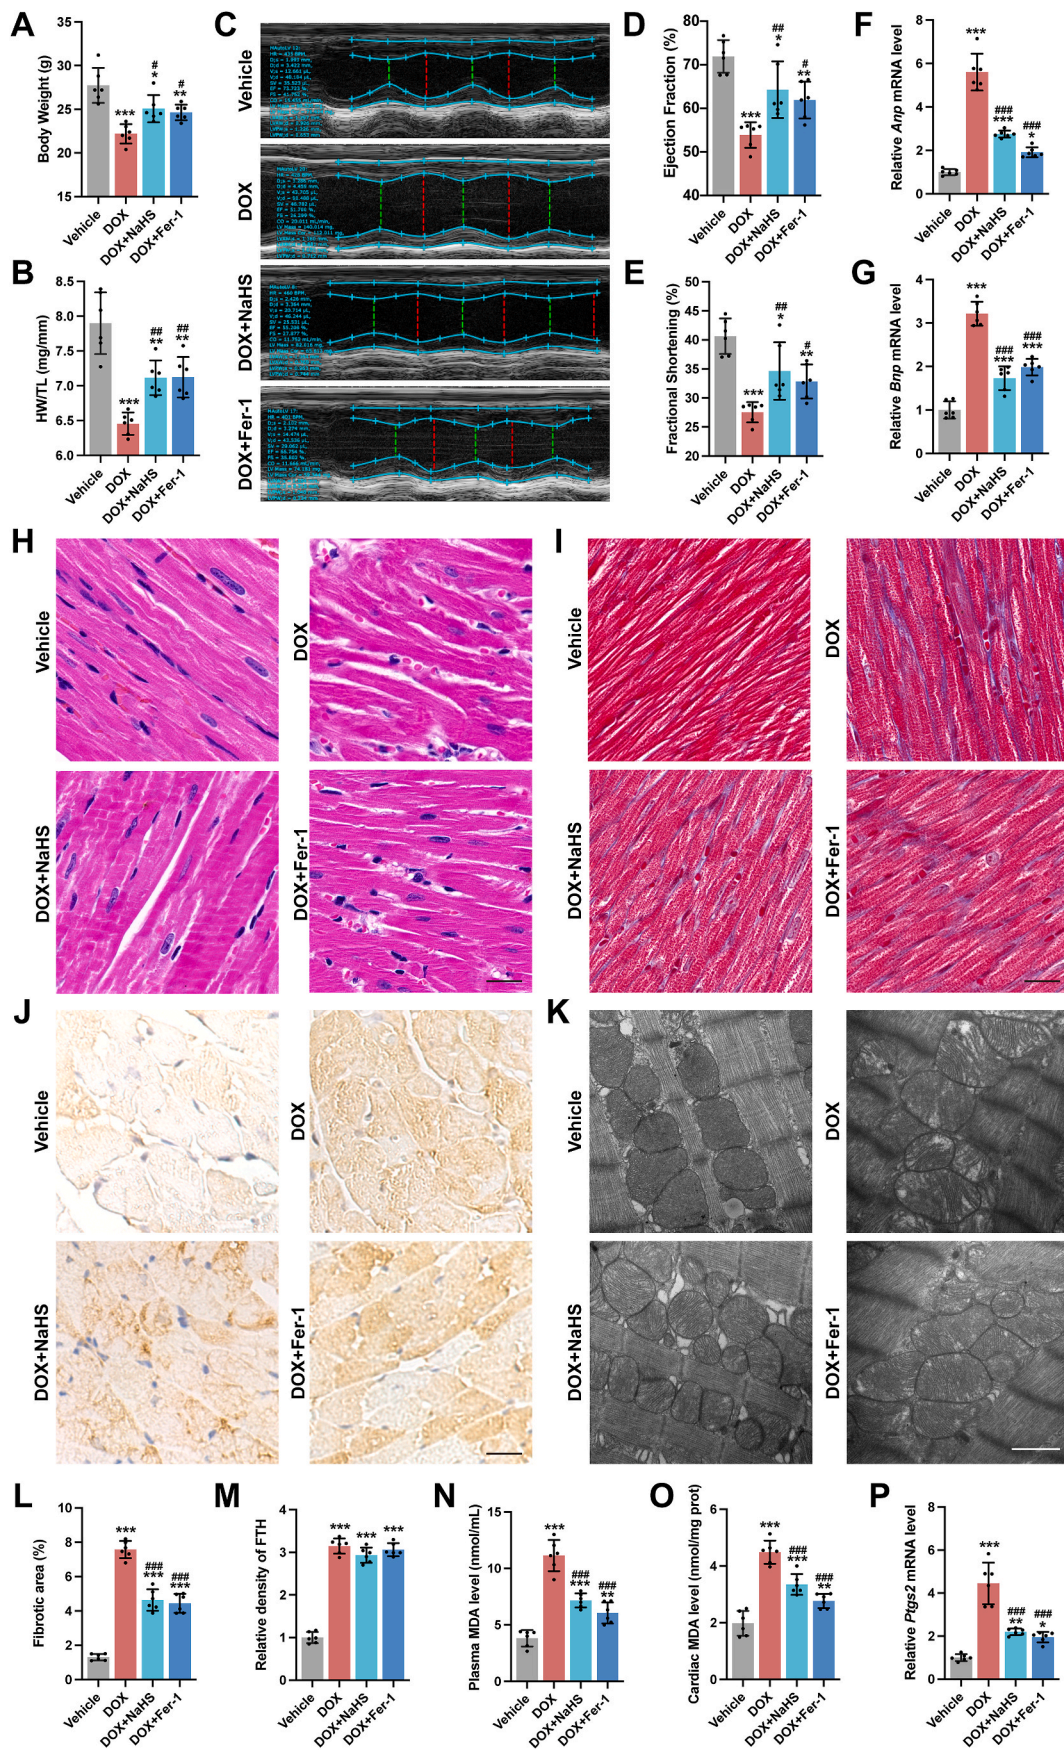 A
Body Weight (g)
35
30
25
20
15
***
#
*
#
**
Vehicle
DOX
DOX+NaHS
DOX+Fer-1
B
HW/TL (mg/mm)
8.5
8.0
7.5
7.0
6.5
6.0
***
##
**
##
**
Vehicle
DOX
DOX+NaHS
DOX+Fer-1
C
Vehicle
DOX
DOX+NaHS
DOX+Fer-1
D
Ejection Fraction (%)
80
70
60
50
40
***
##
*
#
**
Vehicle
DOX
DOX+NaHS
DOX+Fer-1
E
Fractional Shortening (%)
50
45
40
35
30
25
20
***
##
*
#
**
Vehicle
DOX
DOX+NaHS
DOX+Fer-1
F
Relative Anp mRNA level
8
6
4
2
0
***
###
***
###
*
Vehicle
DOX
DOX+NaHS
DOX+Fer-1
G
Relative Bnp mRNA level
4
3
2
1
0
***
###
***
###
***
Vehicle
DOX
DOX+NaHS
DOX+Fer-1
H
Vehicle
DOX
DOX+NaHS
DOX+Fer-1
I
Vehicle
DOX
DOX+NaHS
DOX+Fer-1
J
Vehicle
DOX
DOX+NaHS
DOX+Fer-1
K
Vehicle
DOX
DOX+NaHS
DOX+Fer-1
L
Fibrotic area (%)
10
8
6
4
2
0
***
###
***
###
***
Vehicle
DOX
DOX+NaHS
DOX+Fer-1
M
Relative density of FTH
4
3
2
1
0
***
***
***
Vehicle
DOX
DOX+NaHS
DOX+Fer-1
N
Plasma MDA level (nmol/mL)
15
10
5
0
***
###
***
###
**
Vehicle
DOX
DOX+NaHS
DOX+Fer-1
O
Cardiac MDA level (nmol/mg prot)
6
4
2
0
***
###
***
###
**
Vehicle
DOX
DOX+NaHS
DOX+Fer-1
P
Relative Ptgs2 mRNA level
8
6
4
2
0
***
###
**
###
*
Vehicle
DOX
DOX+NaHS
DOX+Fer-1